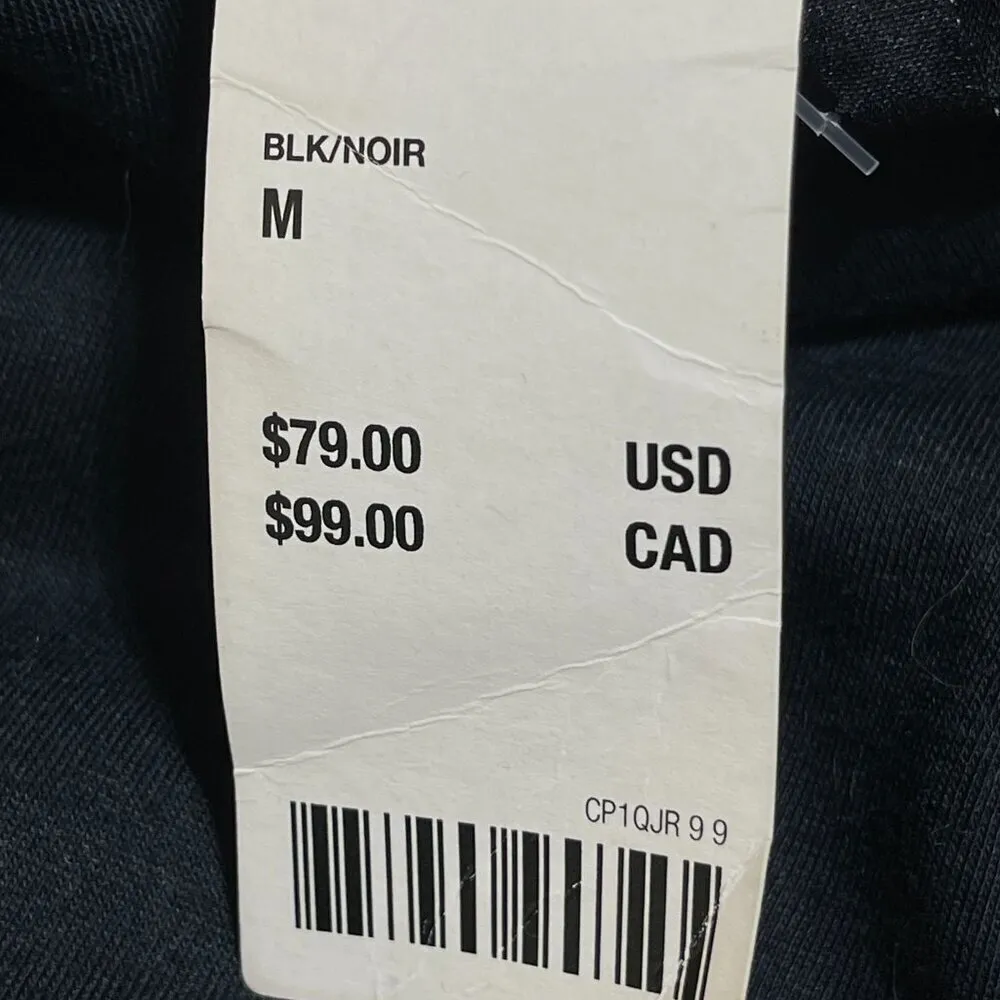 BLK/NOIR
M
$79.00 USD
$99.00 CAD
CP1QJR 9 9